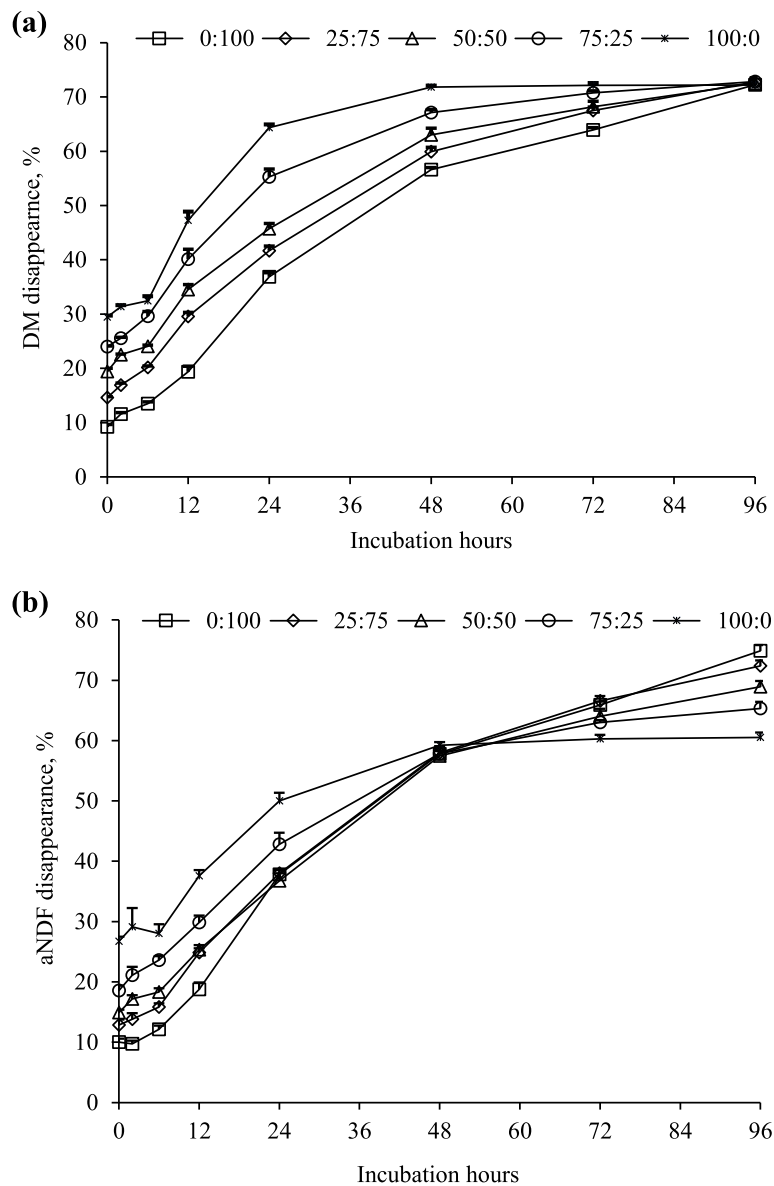 (a)
0:100 25:75 50:50 75:25 100:0
80
70
60
50
40
30
20
10
0
DM disappearnce, %
0 12 24 36 48 60 72 84 96
Incubation hours
(b)
0:100 25:75 50:50 75:25 100:0
80
70
60
50
40
30
20
10
0
aNDF disappearance, %
0 12 24 48 60 72 84 96
Incubation hours